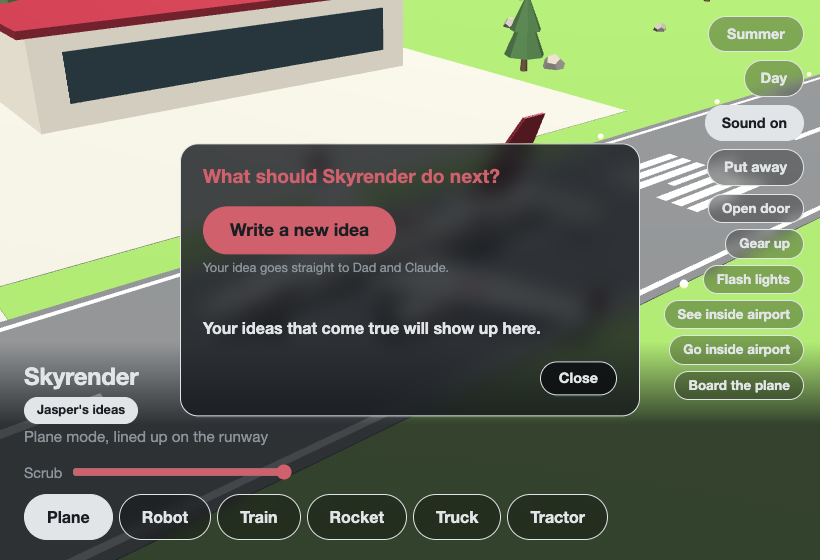 Summer
Day
Sound on
Put away
Open door
Gear up
Flash lights
See inside airport
Go inside airport
Board the plane
What should Skyrender do next?
Write a new idea
Your idea goes straight to Dad and Claude.
Your ideas that come true will show up here.
Close
Skyrender
Jasper's ideas
Plane mode, lined up on the runway
Scrub
Plane
Robot
Train
Rocket
Truck
Tractor